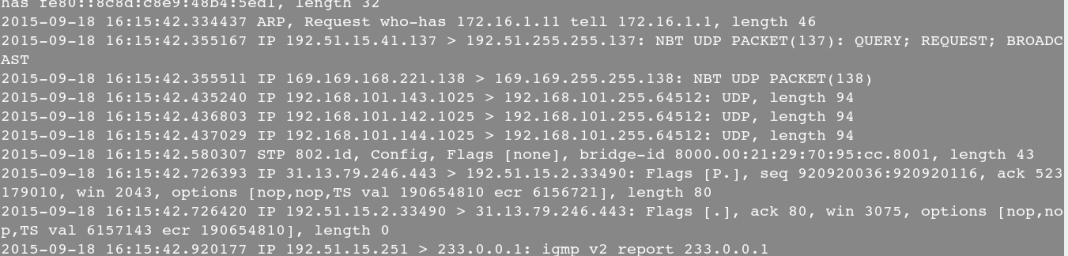 has fe80::8c8d:c8e9:48b4:5ed1, length 32
2015-09-18 16:15:42.334437 ARP, Request who-has 172.16.1.11 tell 172.16.1.1, length 46
2015-09-18 16:15:42.355167 IP 192.51.15.41.137 > 192.51.255.255.137: NBT UDP PACKET(137): QUERY; REQUEST; BROADC
AST
2015-09-18 16:15:42.355511 IP 169.169.168.221.138 > 169.169.255.255.138: NBT UDP PACKET(138)
2015-09-18 16:15:42.435240 IP 192.168.101.143.1025 > 192.168.101.255.64512: UDP, length 94
2015-09-18 16:15:42.436803 IP 192.168.101.142.1025 > 192.168.101.255.64512: UDP, length 94
2015-09-18 16:15:42.437029 IP 192.168.101.144.1025 > 192.168.101.255.64512: UDP, length 94
2015-09-18 16:15:42.580307 STP 802.1d, Config, Flags [none], bridge-id 8000.00:21:29:70:95:cc.8001, length 43
2015-09-18 16:15:42.726393 IP 31.13.79.246.443 > 192.51.15.2.33490: Flags [P.], seq 920920036:920920116, ack 523
179010, win 2043, options [nop,nop,TS val 190654810 ecr 6156721], length 80
2015-09-18 16:15:42.726420 IP 192.51.15.2.33490 > 31.13.79.246.443: Flags [.], ack 80, win 3075, options [nop,no
p,TS val 6157143 ecr 190654810], length 0
2015-09-18 16:15:42.920177 IP 192.51.15.251 > 233.0.0.1: igmp v2 report 233.0.0.1